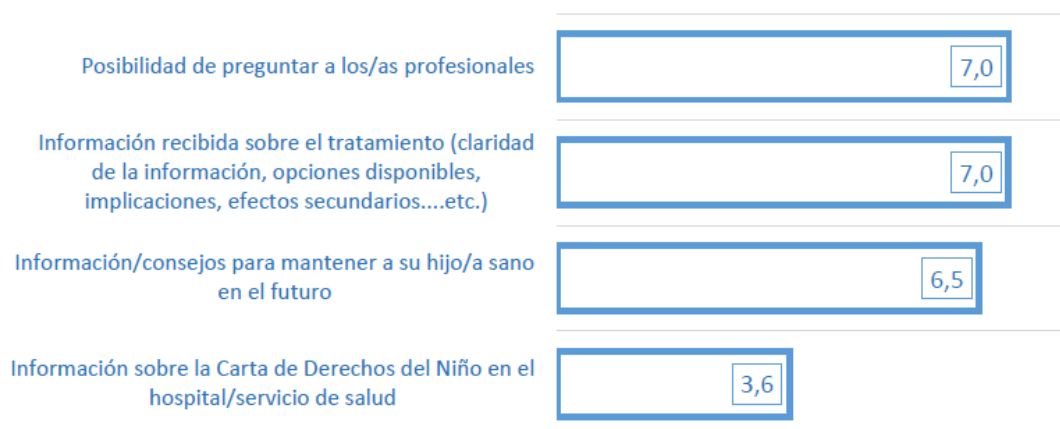 Posibilidad de preguntar a los/as profesionales
7,0
Información recibida sobre el tratamiento (claridad
de la información, opciones disponibles,
implicaciones, efectos secundarios....etc.)
7,0
Información/consejos para mantener a su hijo/a sano
en el futuro
6,5
Información sobre la Carta de Derechos del Niño en el
hospital/servicio de salud
3,6